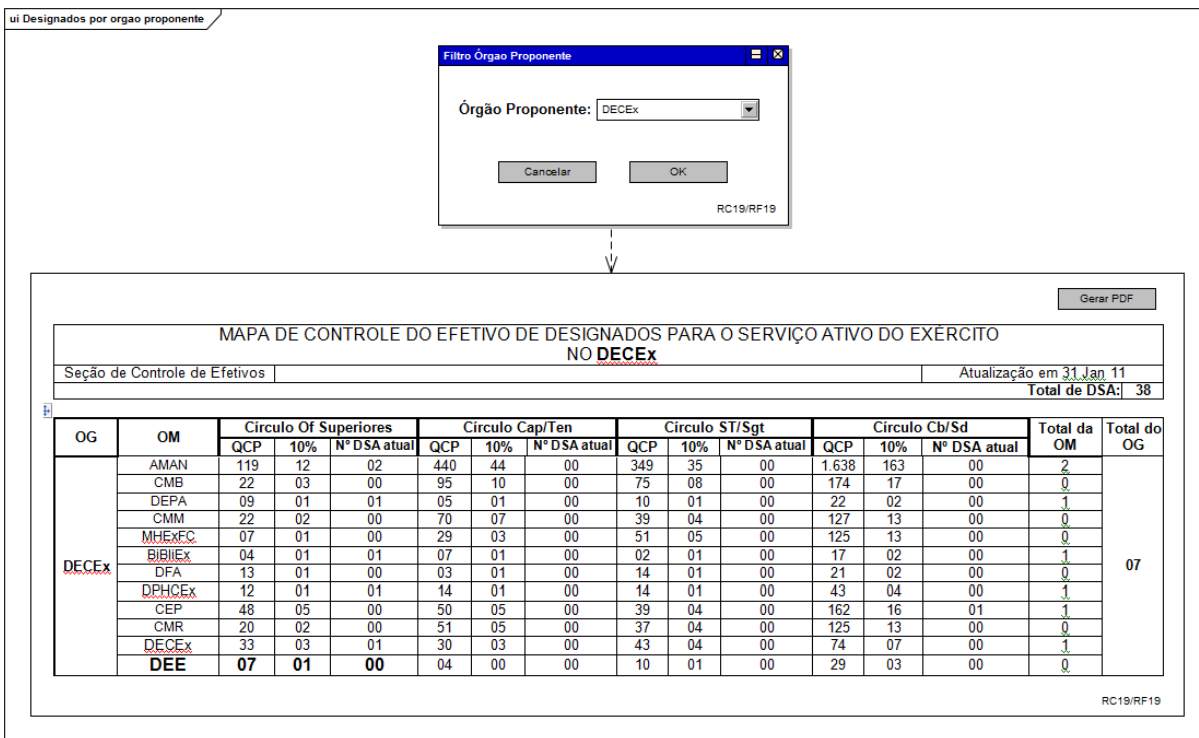 ui Designados por orgao proponente
Filtro Órgao Proponente
Órgão Proponente: DECEx
Cancelar OK
RC19/RF19
Gerar PDF
MAPA DE CONTROLE DO EFETIVO DE DESIGNADOS PARA O SERVIÇO ATIVO DO EXÉRCITO
NO DECEx
Seção de Controle de Efetivos Atualização em 31 Jan 11
Total de DSA: 38
OG OM Círculo Of Superiores Círculo Cap/Ten Círculo ST/Sgt Círculo Cb/Sd Total da OM Total do OG
QCP 10% Nº DSA atual QCP 10% Nº DSA atual QCP 10% Nº DSA atual QCP 10% Nº DSA atual
AMAN 119 12 02 440 44 00 349 35 00 1.638 163 00 2
CMB 22 03 00 95 10 00 75 08 00 174 17 00 0
DEPA 09 01 01 05 01 00 10 01 00 22 02 00 1
CMM 22 02 00 70 07 00 39 04 00 127 13 00 0
MHExFC 07 01 00 29 03 00 51 05 00 125 13 00 0
BiBliEx 04 01 01 07 01 00 02 01 00 17 02 00 1
DECEx DFA 13 01 00 03 01 00 14 01 00 21 02 00 0 07
DPHCEx 12 01 01 14 01 00 14 01 00 43 04 00 1
CEP 48 05 00 50 05 00 39 04 00 162 16 01 1
CMR 20 02 00 51 05 00 37 04 00 125 13 00 0
DECEx 33 03 01 30 03 00 43 04 00 74 07 00 1
DEE 07 01 00 04 00 00 10 01 00 29 03 00 0
RC19/RF19